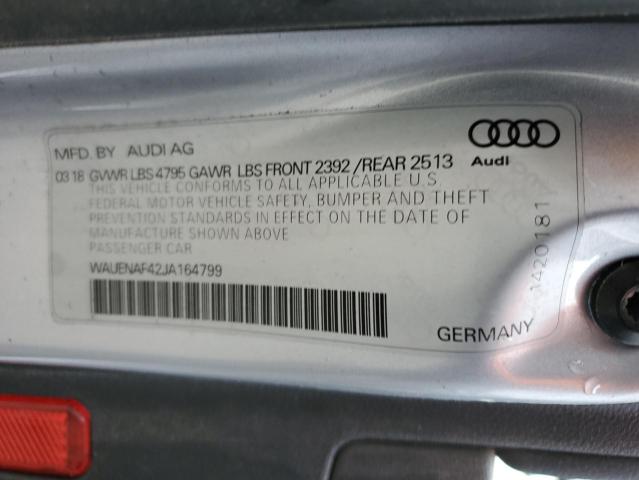 MFD. BY AUDI AG
03 18 GVWR LBS 4795 GAWR LBS FRONT 2392 / REAR 2513
THIS VEHICLE CONFORMS TO ALL APPLICABLE U.S.
FEDERAL MOTOR VEHICLE SAFETY, BUMPER AND THEFT
PREVENTION STANDARDS IN EFFECT ON THE DATE OF
MANUFACTURE SHOWN ABOVE
PASSENGER CAR
WAUENAF42JA164799
Audi
1420181
GERMANY